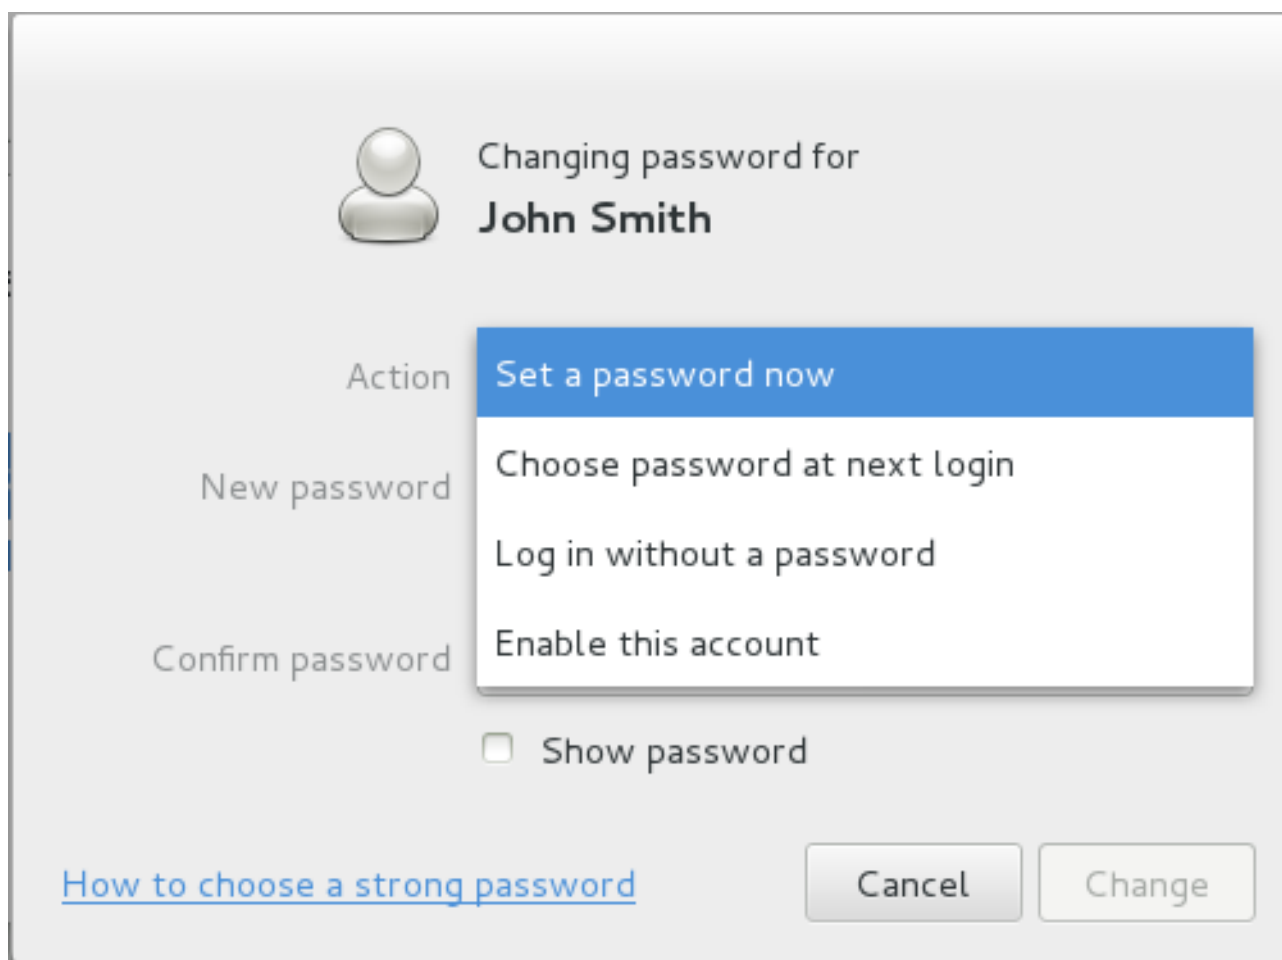 Changing password for
John Smith
Action
Set a password now
Choose password at next login
New password
Log in without a password
Enable this account
Confirm password
Show password
How to choose a strong password
Cancel
Change